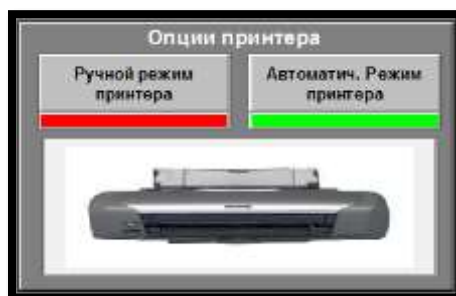 Опции принтера
Ручной режим
принтера
Автоматич. Режим
принтера